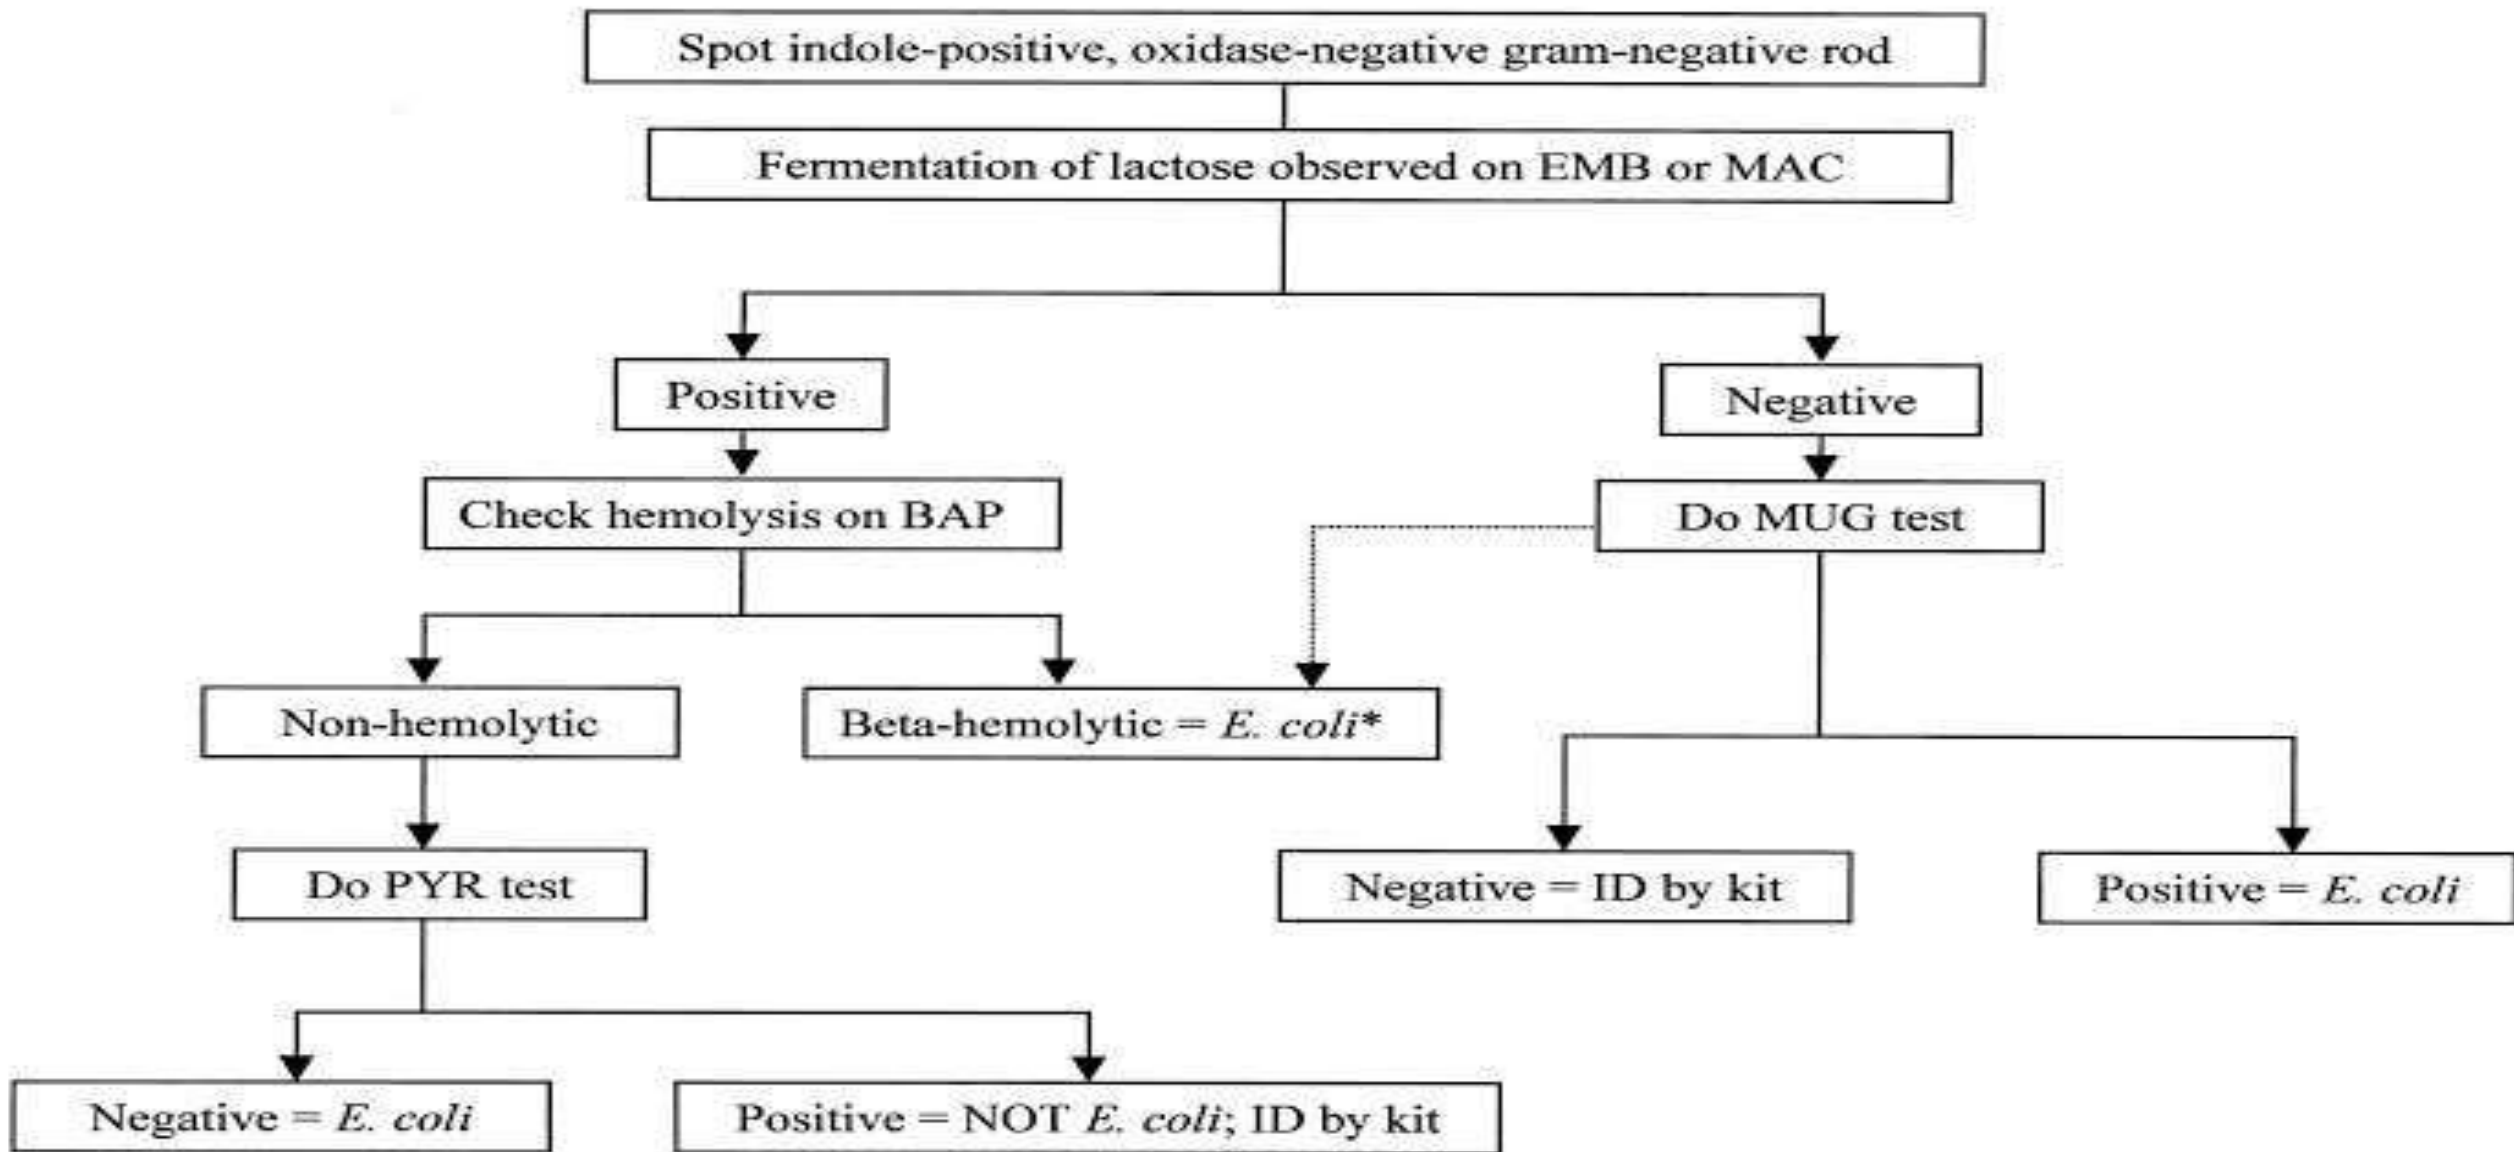 Spot indole-positive, oxidase-negative gram-negative rod
Fermentation of lactose observed on EMB or MAC
Positive
Negative
Check hemolysis on BAP
Do MUG test
Non-hemolytic
Beta-hemolytic = E. coli*
Do PYR test
Negative = ID by kit
Positive = E. coli
Negative = E. coli
Positive = NOT E. coli; ID by kit